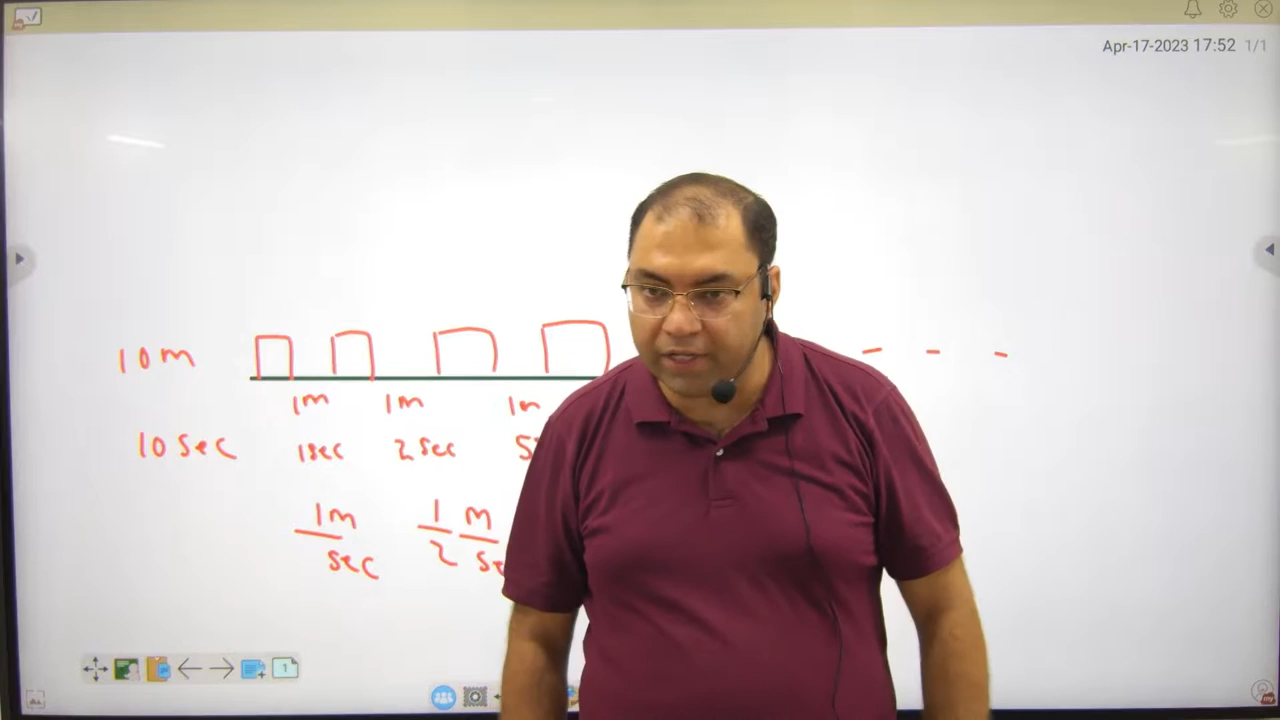 Apr-17-2023 17:52 1/1
10m
1m 1m 1m
10 sec 1sec 2 sec
1m/sec 1/2 m/
1